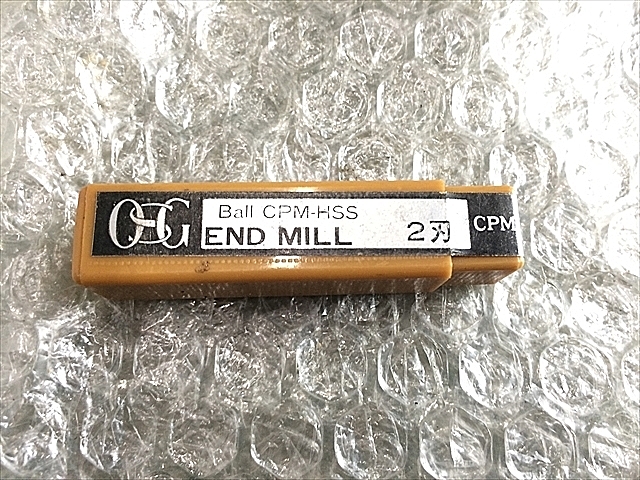 OSG
Ball CPM-HSS
END MILL 2刃
CPM